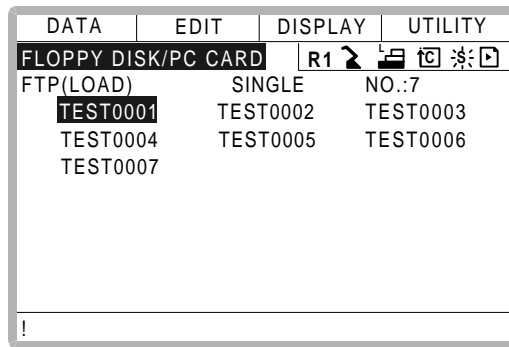 DATA EDIT DISPLAY UTILITY
FLOPPY DISK/PC CARD R1 L C S
FTP(LOAD) SINGLE NO.:7
TEST0001 TEST0002 TEST0003
TEST0004 TEST0005 TEST0006
TEST0007
!